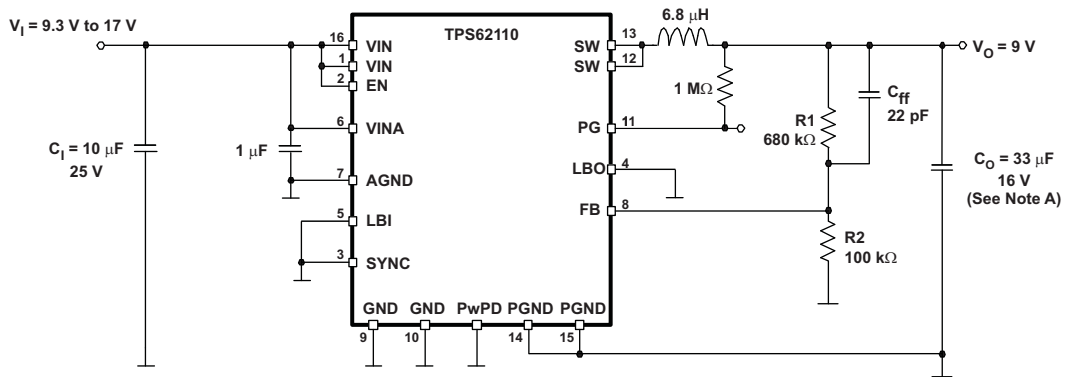 V_I = 9.3 V to 17 V
TPS62110
6.8 μH
V_O = 9 V
16 VIN
1 VIN
2 EN
6 VINA
7 AGND
5 LBI
3 SYNC
SW 13
SW 12
PG 11
LBO 4
FB 8
1 MΩ
C_I = 10 μF
25 V
1 μF
R1
680 kΩ
C_ff
22 pF
C_O = 33 μF
16 V
(See Note A)
R2
100 kΩ
GND GND PwPD PGND PGND
9 10 14 15